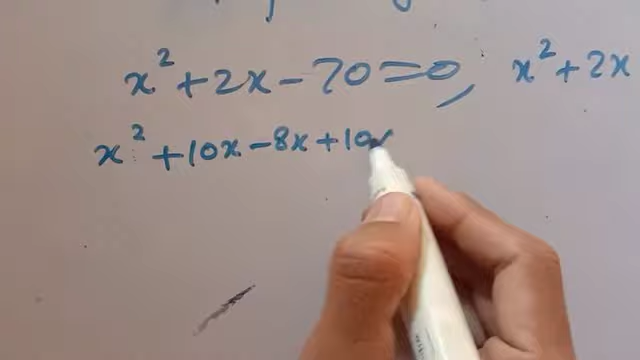 x² + 2x - 70 = 0, x² + 2x
x² + 10x - 8x + 10